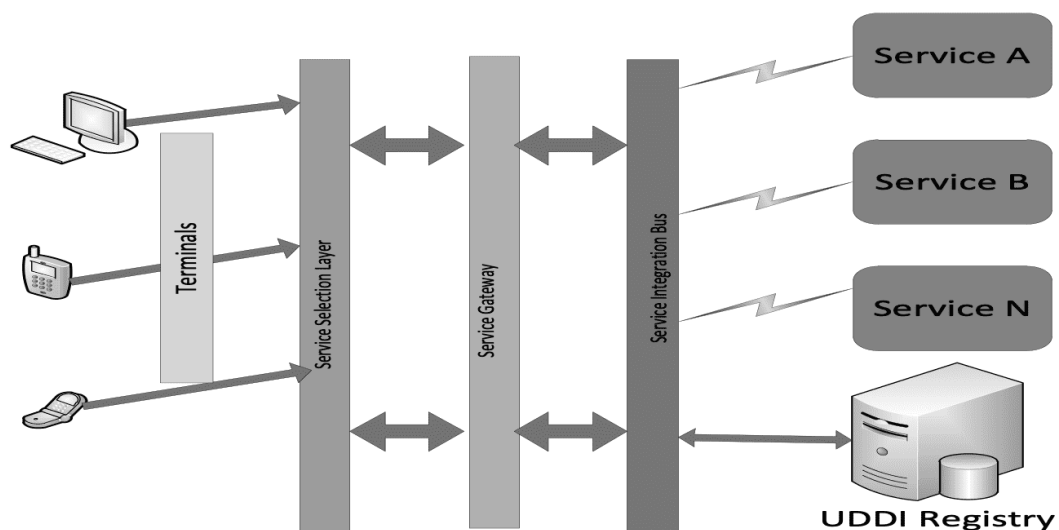 Terminals
Service Selection Layer
Service Gateway
Service Integration Bus
Service A
Service B
Service N
UDDI Registry